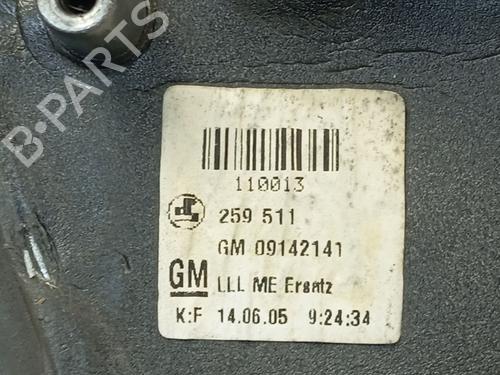 B-PARTS
110013
259 511
GM 09142141
GM LLL ME Ersatz
K:F 14.06.05 9:24:34